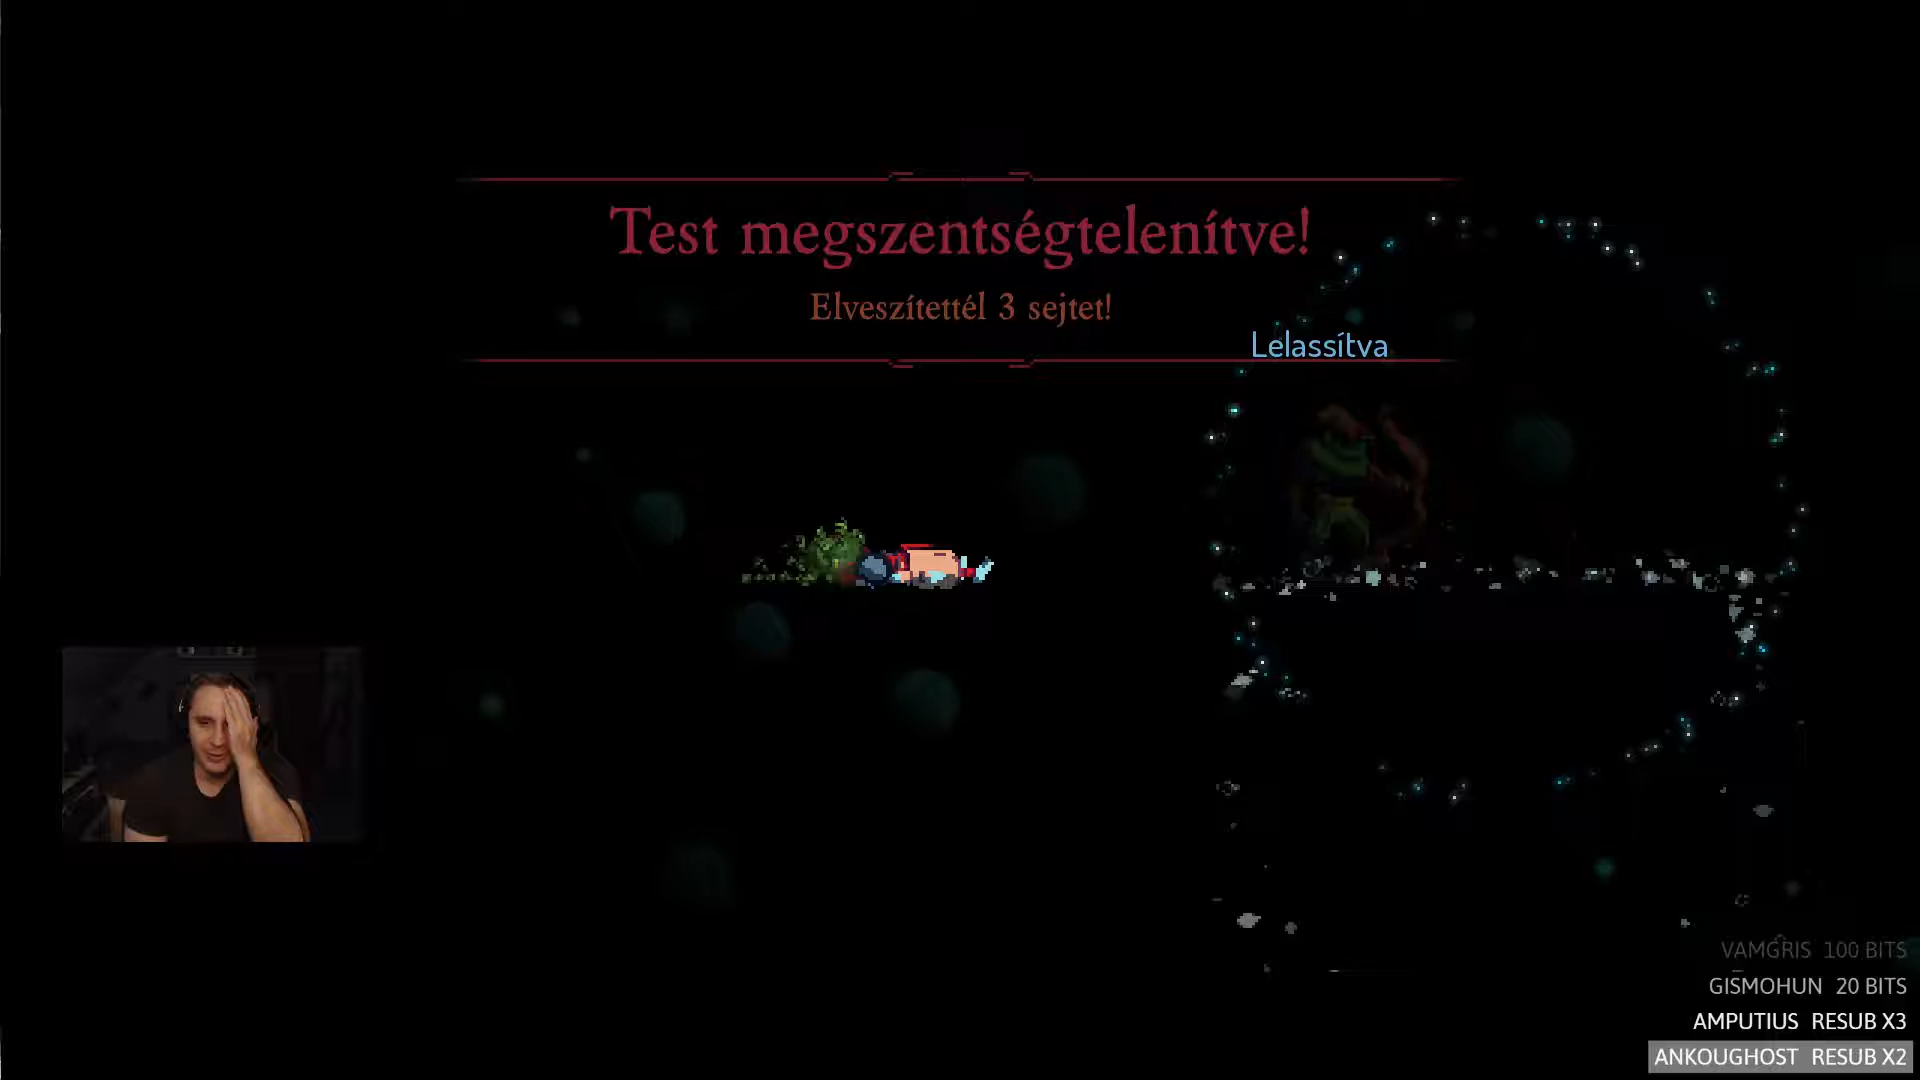 Test megszentségtelenítve!
Elveszítettél 3 sejtet!
Lelassítva
VAMGRIS 100 BITS
GISMOHUN 20 BITS
AMPUTIUS RESUB X3
ANKOUGHOST RESUB X2